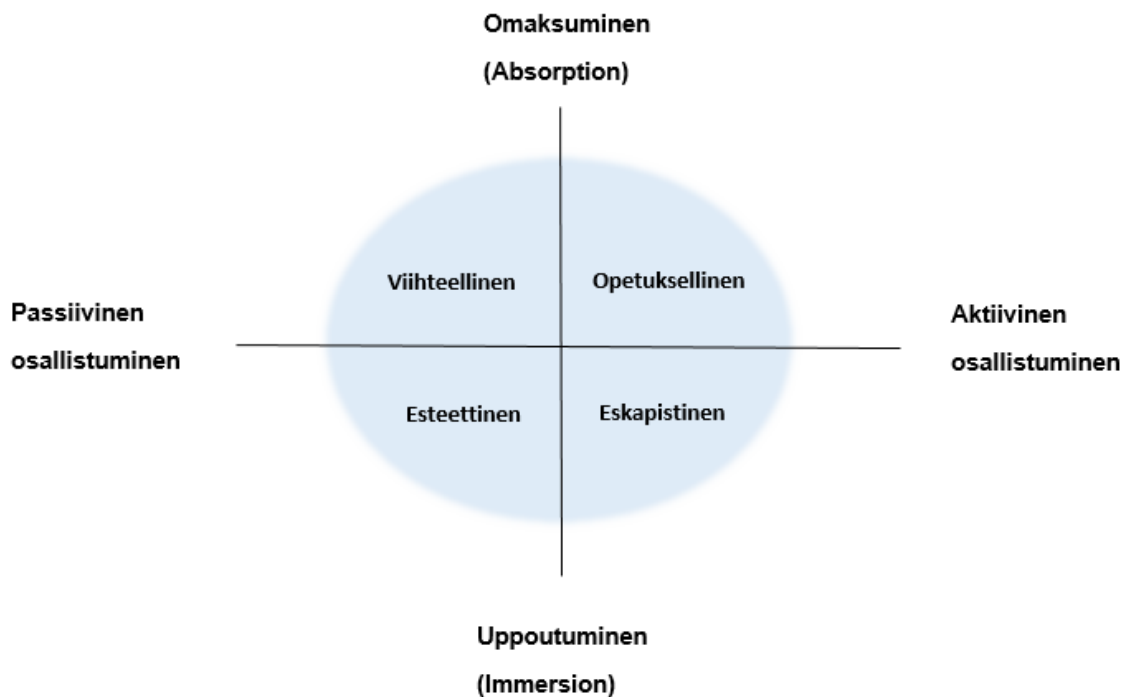 Omaksuminen
(Absorption)
Viihteellinen
Opetuksellinen
Passiivinen
osallistuminen
Aktiivinen
osallistuminen
Esteettinen
Eskapistinen
Uppoutuminen
(Immersion)